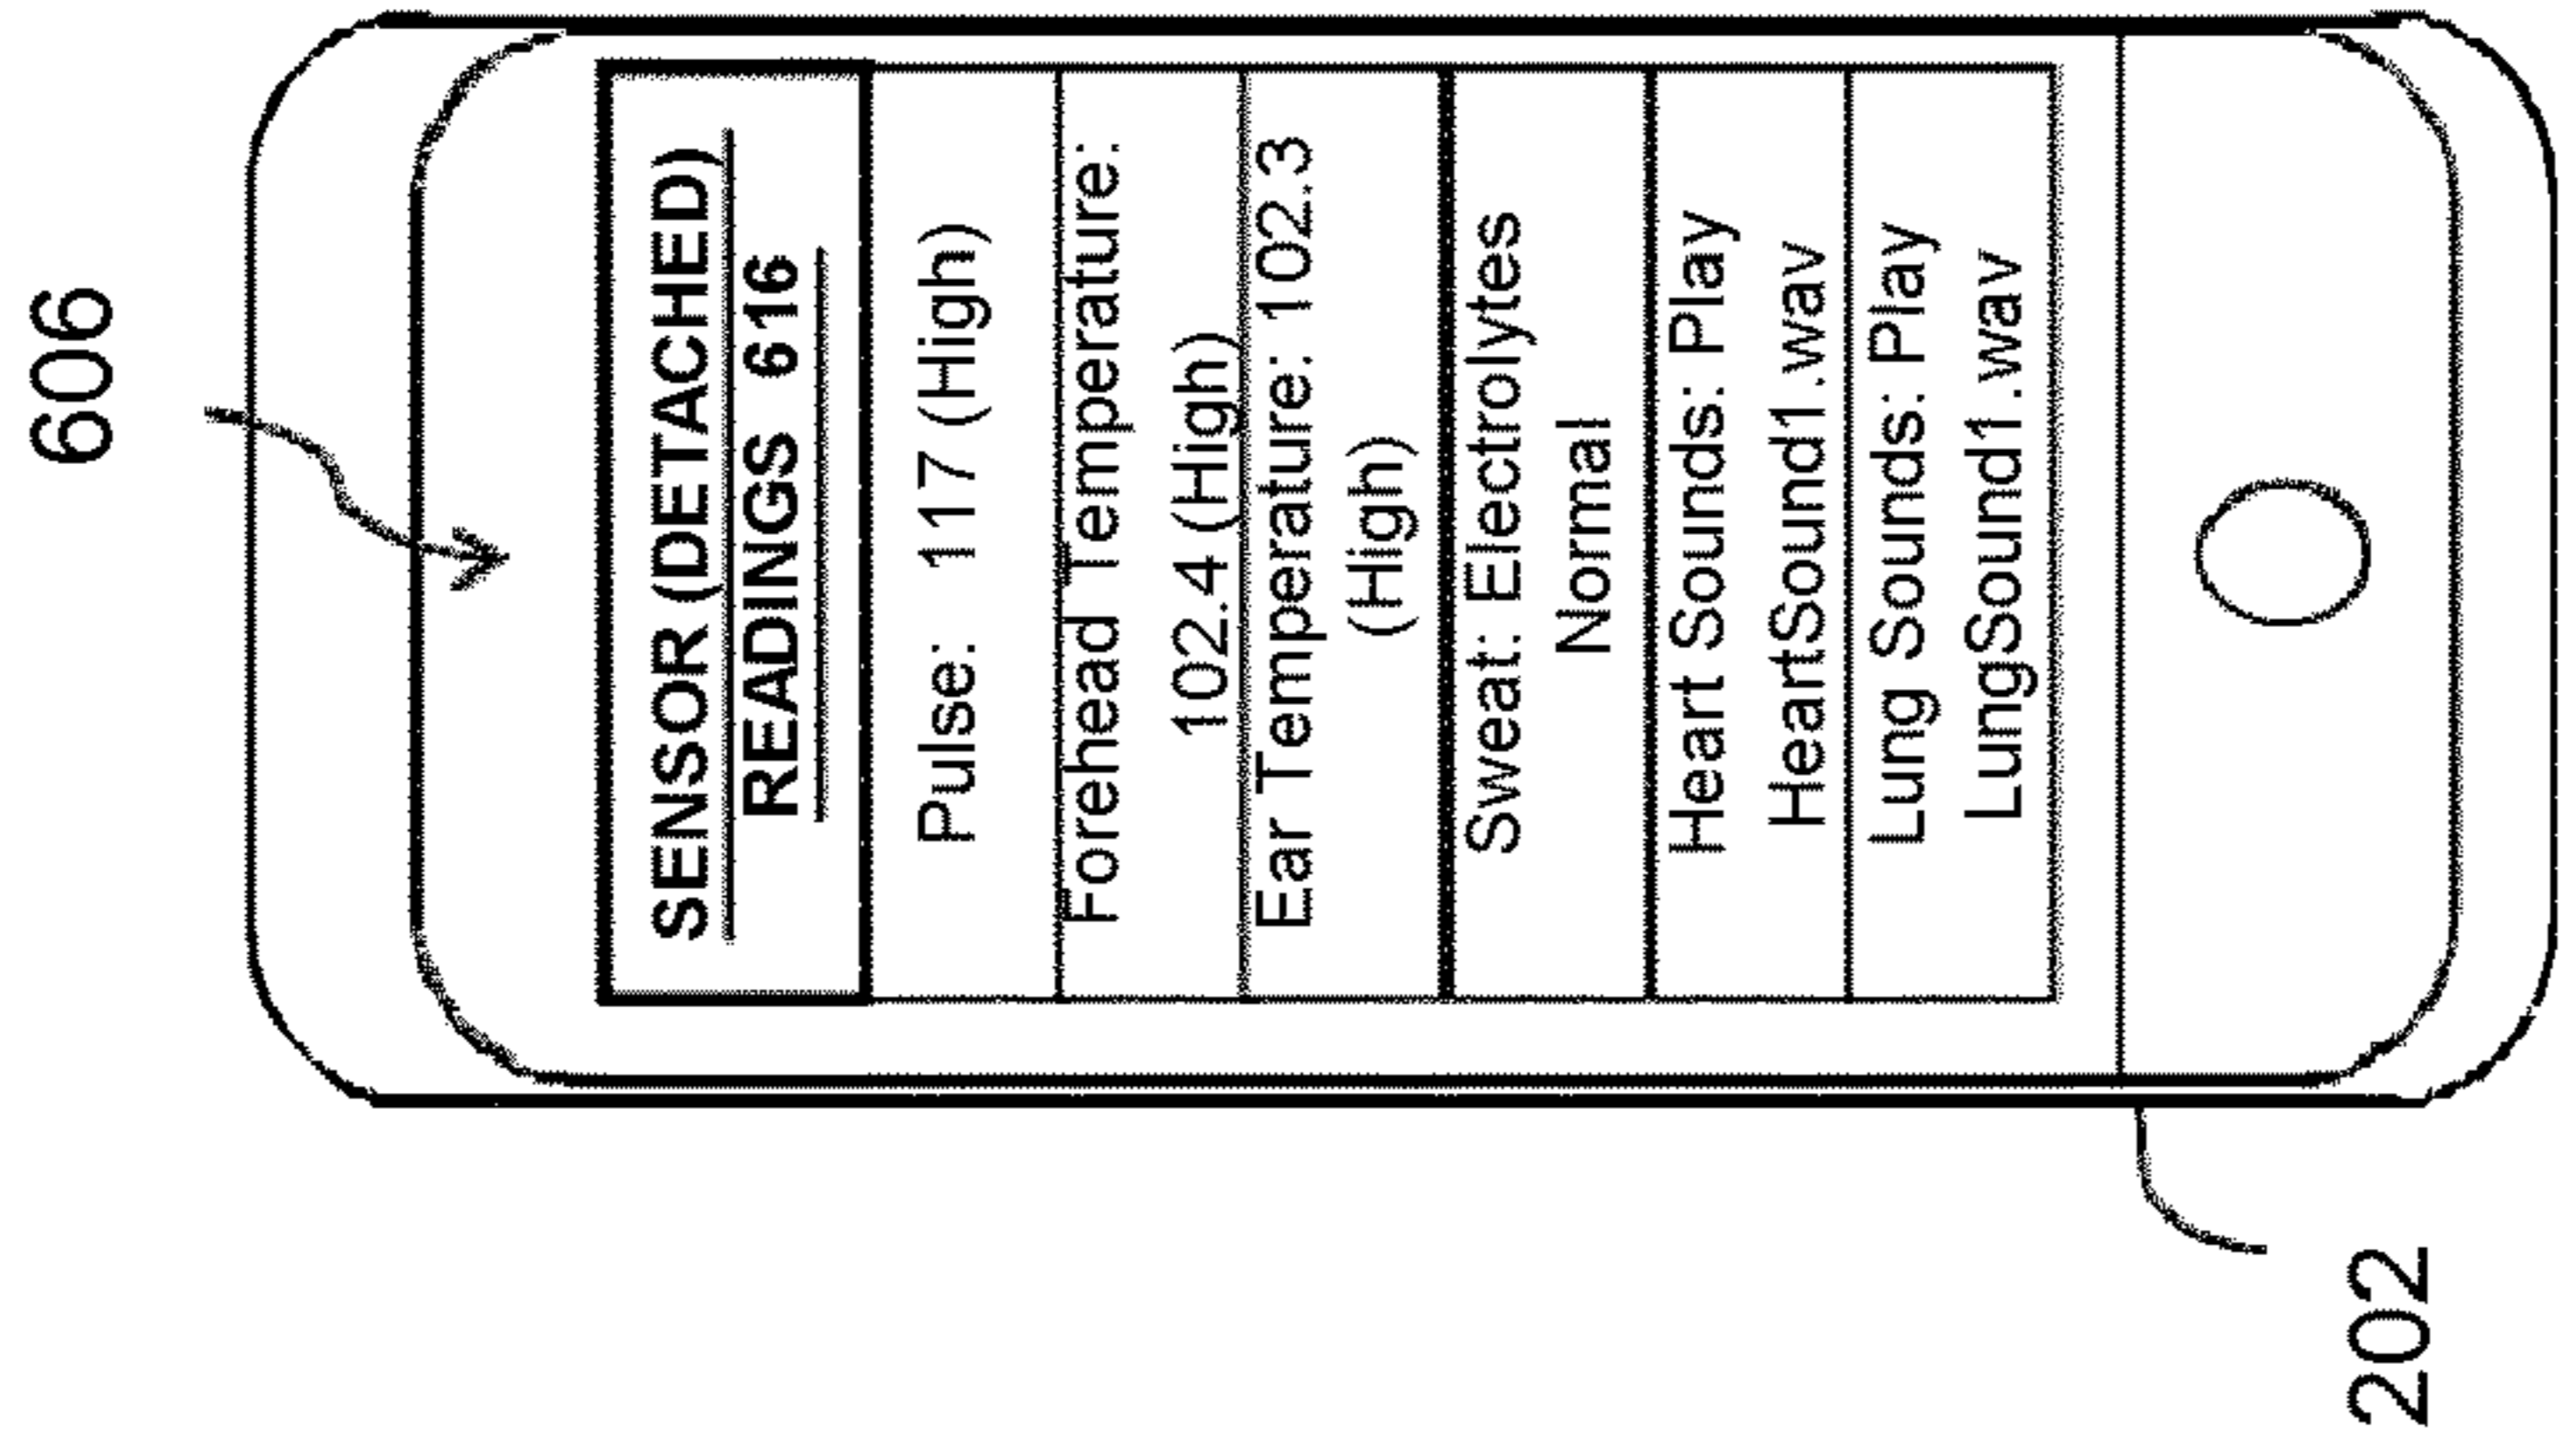 606
SENSOR (DETACHED)
READINGS 616
Pulse: 117 (High)
Forehead Temperature:
102.4 (High)
Ear Temperature: 102.3
(High)
Sweat: Electrolytes
Normal
Heart Sounds: Play
HeartSound1.wav
Lung Sounds: Play
LungSound1.wav
202